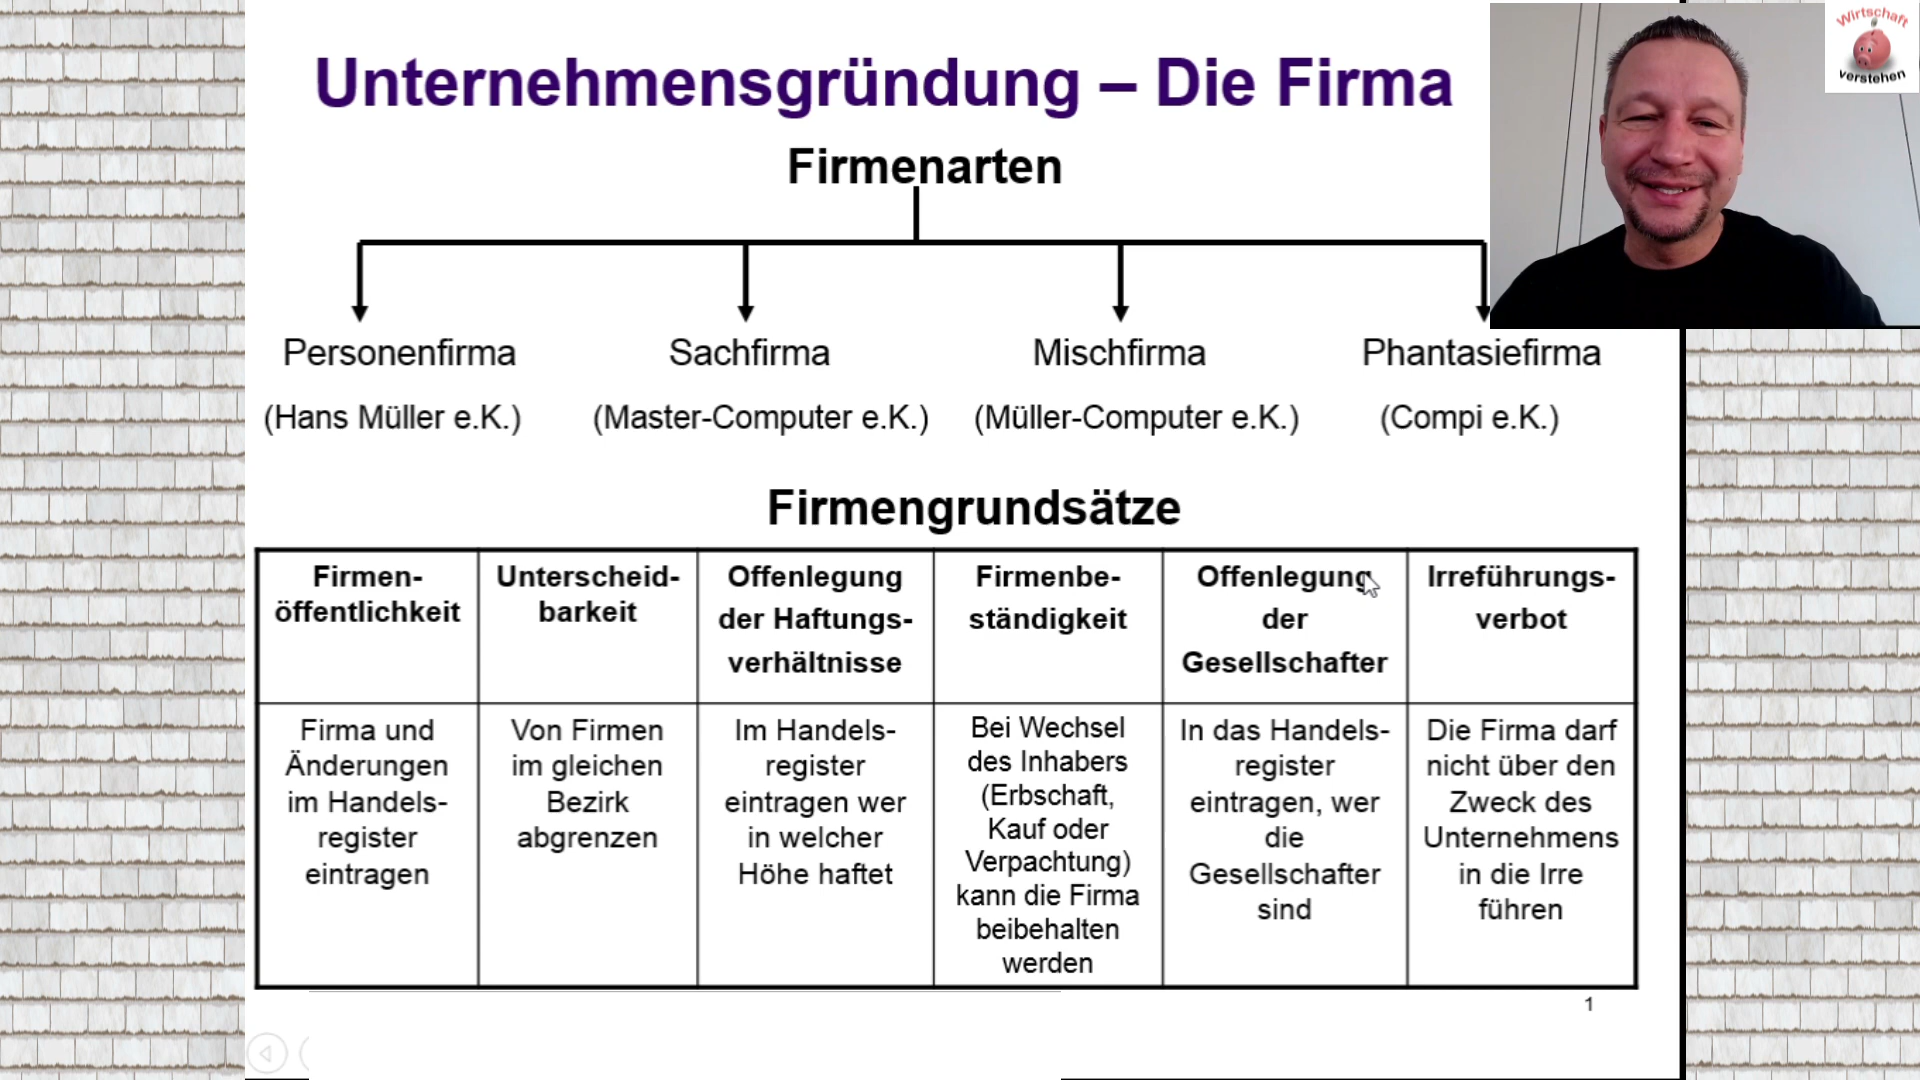 Unternehmensgründung – Die Firma
Wirtschaft
verstehen
Firmenarten
Personenfirma
Sachfirma
Mischfirma
Phantasiefirma
(Hans Müller e.K.)
(Master-Computer e.K.)
(Müller-Computer e.K.)
(Compi e.K.)
Firmengrundsätze
Firmen-
öffentlichkeit
Unterscheid-
barkeit
Offenlegung
der Haftungs-
verhältnisse
Firmenbe-
ständigkeit
Offenlegung
der
Gesellschafter
Irreführungs-
verbot
Firma und
Änderungen
im Handels-
register
eintragen
Von Firmen
im gleichen
Bezirk
abgrenzen
Im Handels-
register
eintragen wer
in welcher
Höhe haftet
Bei Wechsel
des Inhabers
(Erbschaft,
Kauf oder
Verpachtung)
kann die Firma
beibehalten
werden
In das Handels-
register
eintragen, wer
die
Gesellschafter
sind
Die Firma darf
nicht über den
Zweck des
Unternehmens
in die Irre
führen
1